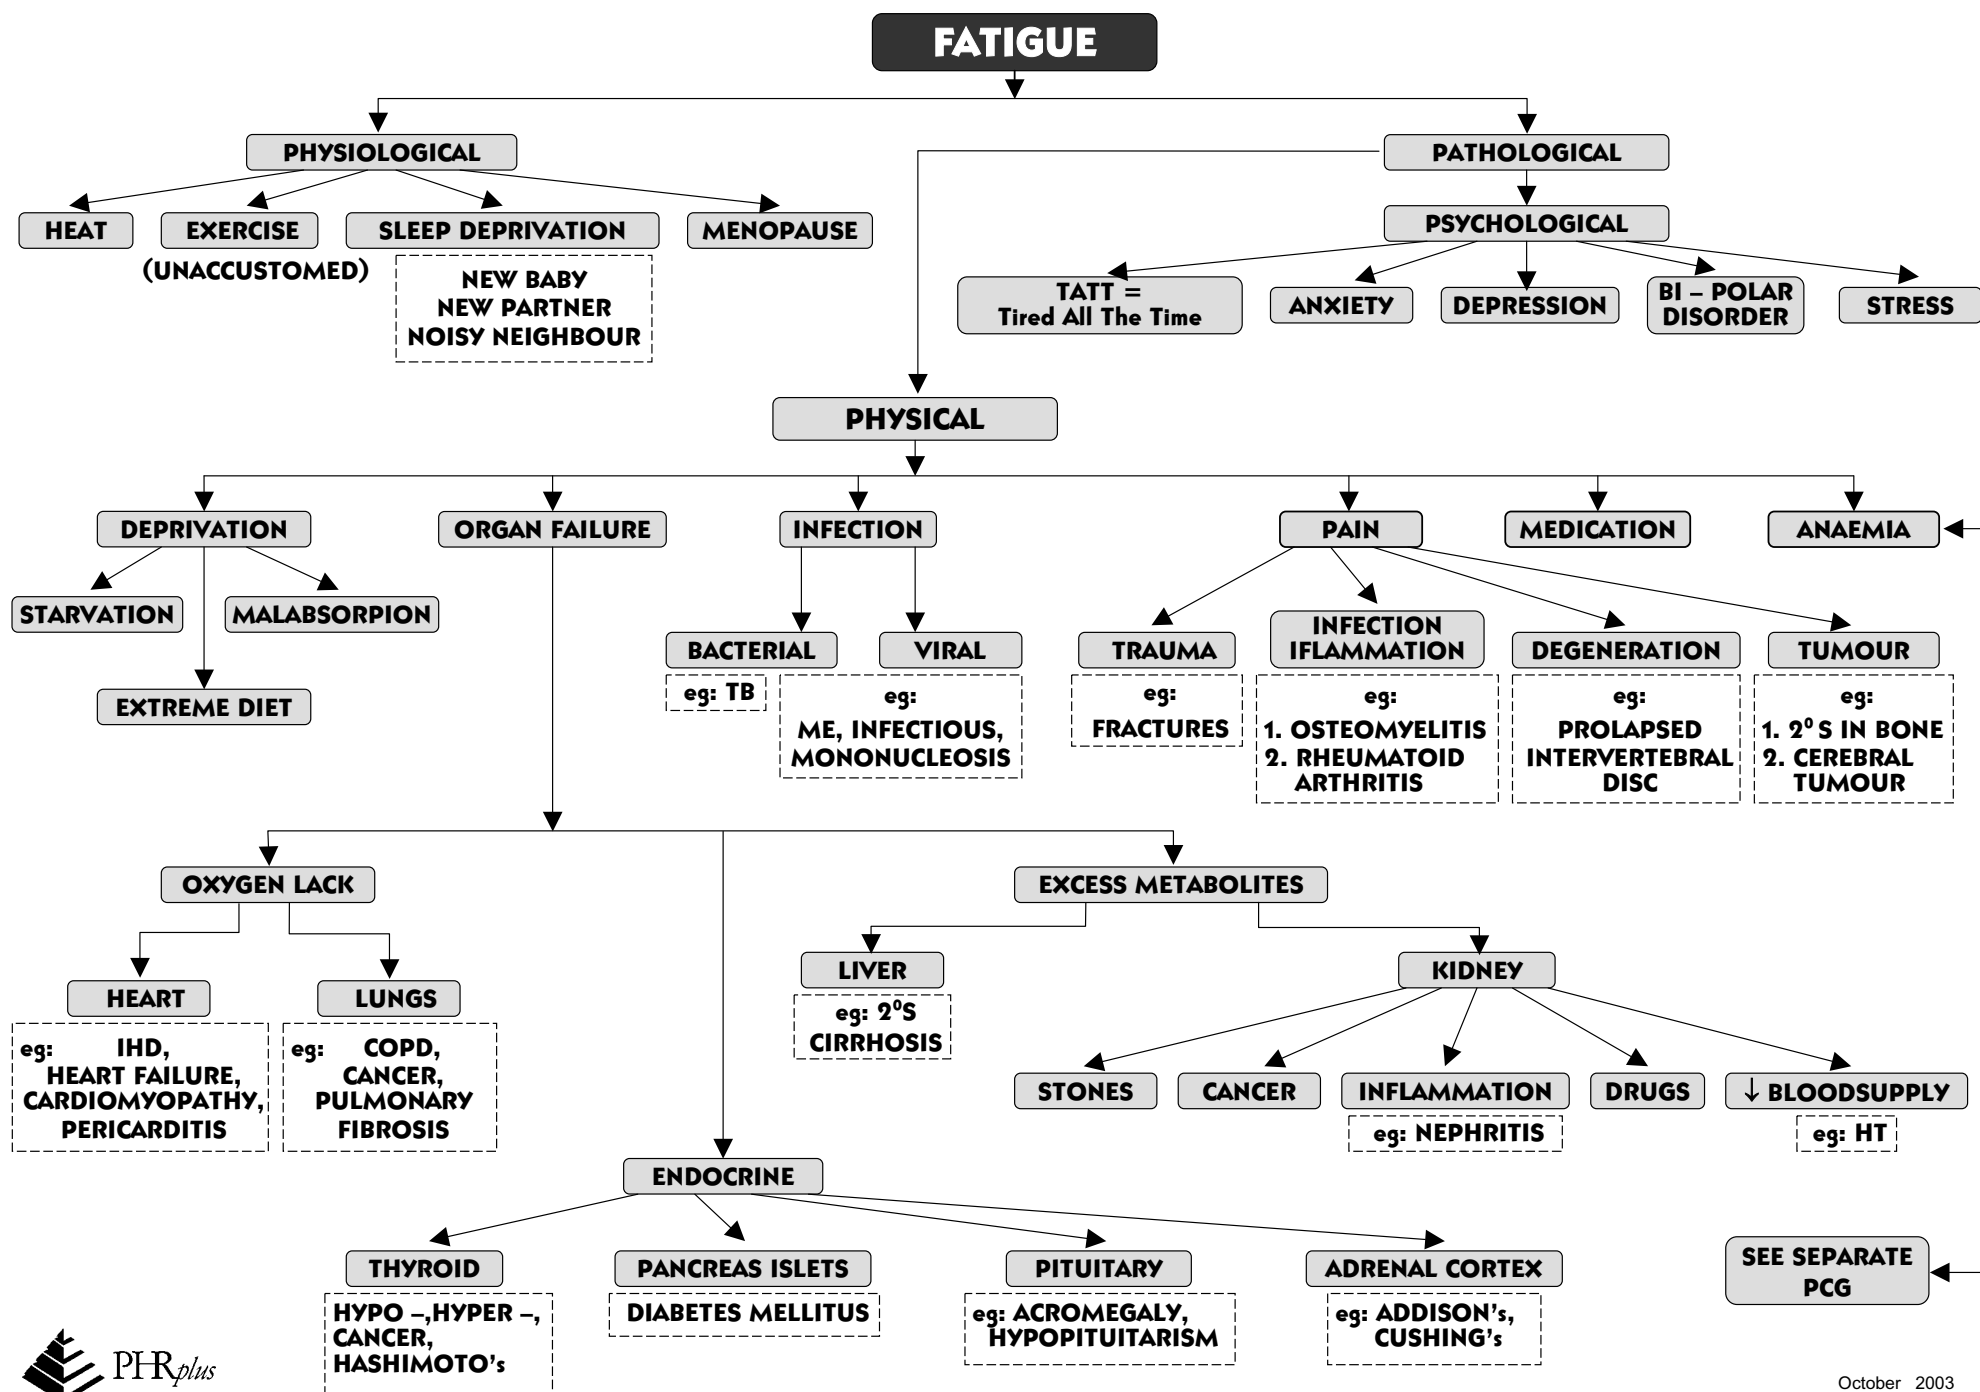 FATIGUE
PHYSIOLOGICAL
PATHOLOGICAL
HEAT
EXERCISE
(UNACCUSTOMED)
SLEEP DEPRIVATION
NEW BABY
NEW PARTNER
NOISY NEIGHBOUR
MENOPAUSE
PSYCHOLOGICAL
TATT =
Tired All The Time
ANXIETY
DEPRESSION
BI – POLAR
DISORDER
STRESS
PHYSICAL
DEPRIVATION
ORGAN FAILURE
INFECTION
PAIN
MEDICATION
ANAEMIA
STARVATION
MALABSORPION
EXTREME DIET
BACTERIAL
eg: TB
VIRAL
eg:
ME, INFECTIOUS,
MONONUCLEOSIS
TRAUMA
eg:
FRACTURES
INFECTION
IFLAMMATION
eg:
1. OSTEOMYELITIS
2. RHEUMATOID
ARTHRITIS
DEGENERATION
eg:
PROLAPSED
INTERVERTEBRAL
DISC
TUMOUR
eg:
1. 2⁰ S IN BONE
2. CEREBRAL
TUMOUR
OXYGEN LACK
EXCESS METABOLITES
HEART
eg: IHD,
HEART FAILURE,
CARDIOMYOPATHY,
PERICARDITIS
LUNGS
eg: COPD,
CANCER,
PULMONARY
FIBROSIS
LIVER
eg: 2⁰S
CIRRHOSIS
KIDNEY
STONES
CANCER
INFLAMMATION
eg: NEPHRITIS
DRUGS
↓ BLOODSUPPLY
eg: HT
ENDOCRINE
THYROID
HYPO –,HYPER –,
CANCER,
HASHIMOTO's
PANCREAS ISLETS
DIABETES MELLITUS
PITUITARY
eg: ACROMEGALY,
HYPOPITUITARISM
ADRENAL CORTEX
eg: ADDISON's,
CUSHING's
SEE SEPARATE
PCG
PHRplus
October 2003